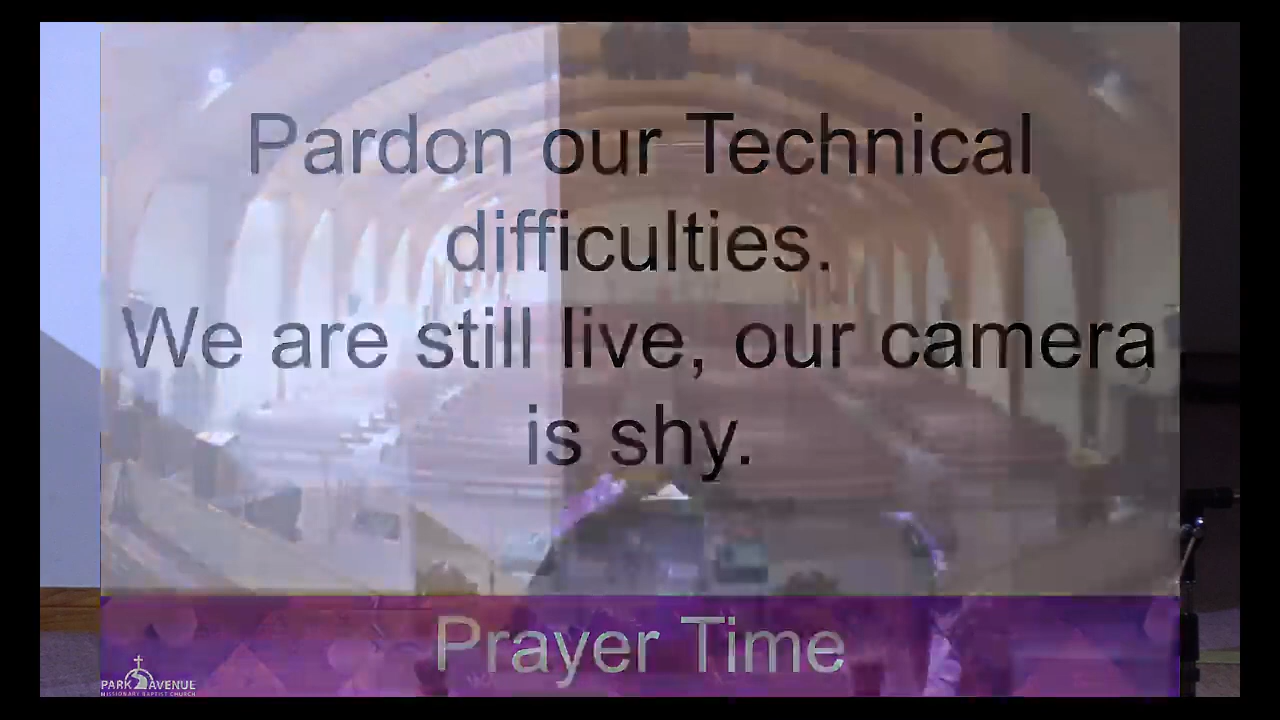 Pardon our Technical
difficulties.
We are still live, our camera
is shy.
Prayer Time
PARK AVENUE
MISSIONARY BAPTIST CHURCH